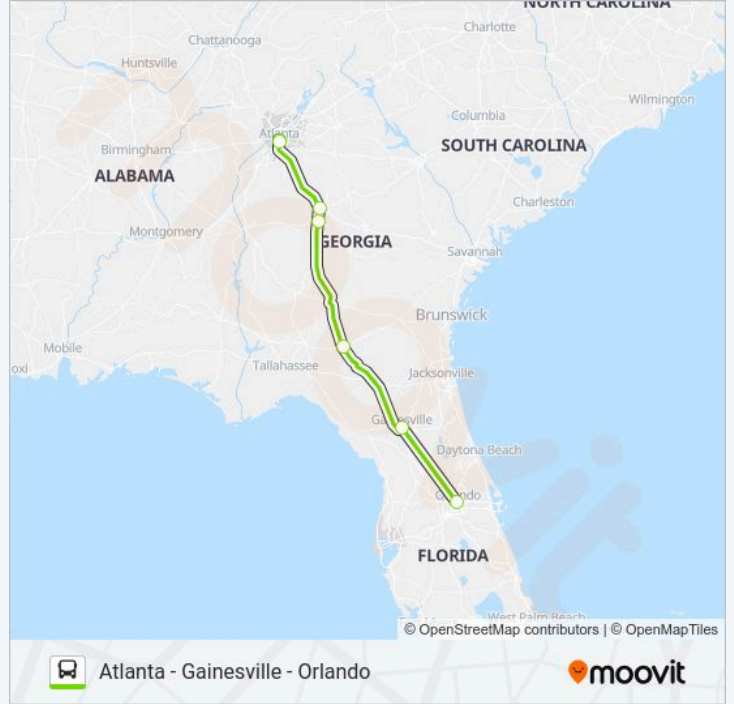 NORTH CAROLINA
Charlotte
Chattanooga
Huntsville
Wilmington
Columbia
Atlanta
SOUTH CAROLINA
Birmingham
ALABAMA
Charleston
Montgomery
GEORGIA
Savannah
Brunswick
Mobile
Tallahassee
oxl
Jacksonville
Gainesville
Daytona Beach
Orlando
FLORIDA
West Palm Beach
© OpenStreetMap contributors | © OpenMapTiles
Atlanta - Gainesville - Orlando
moovit